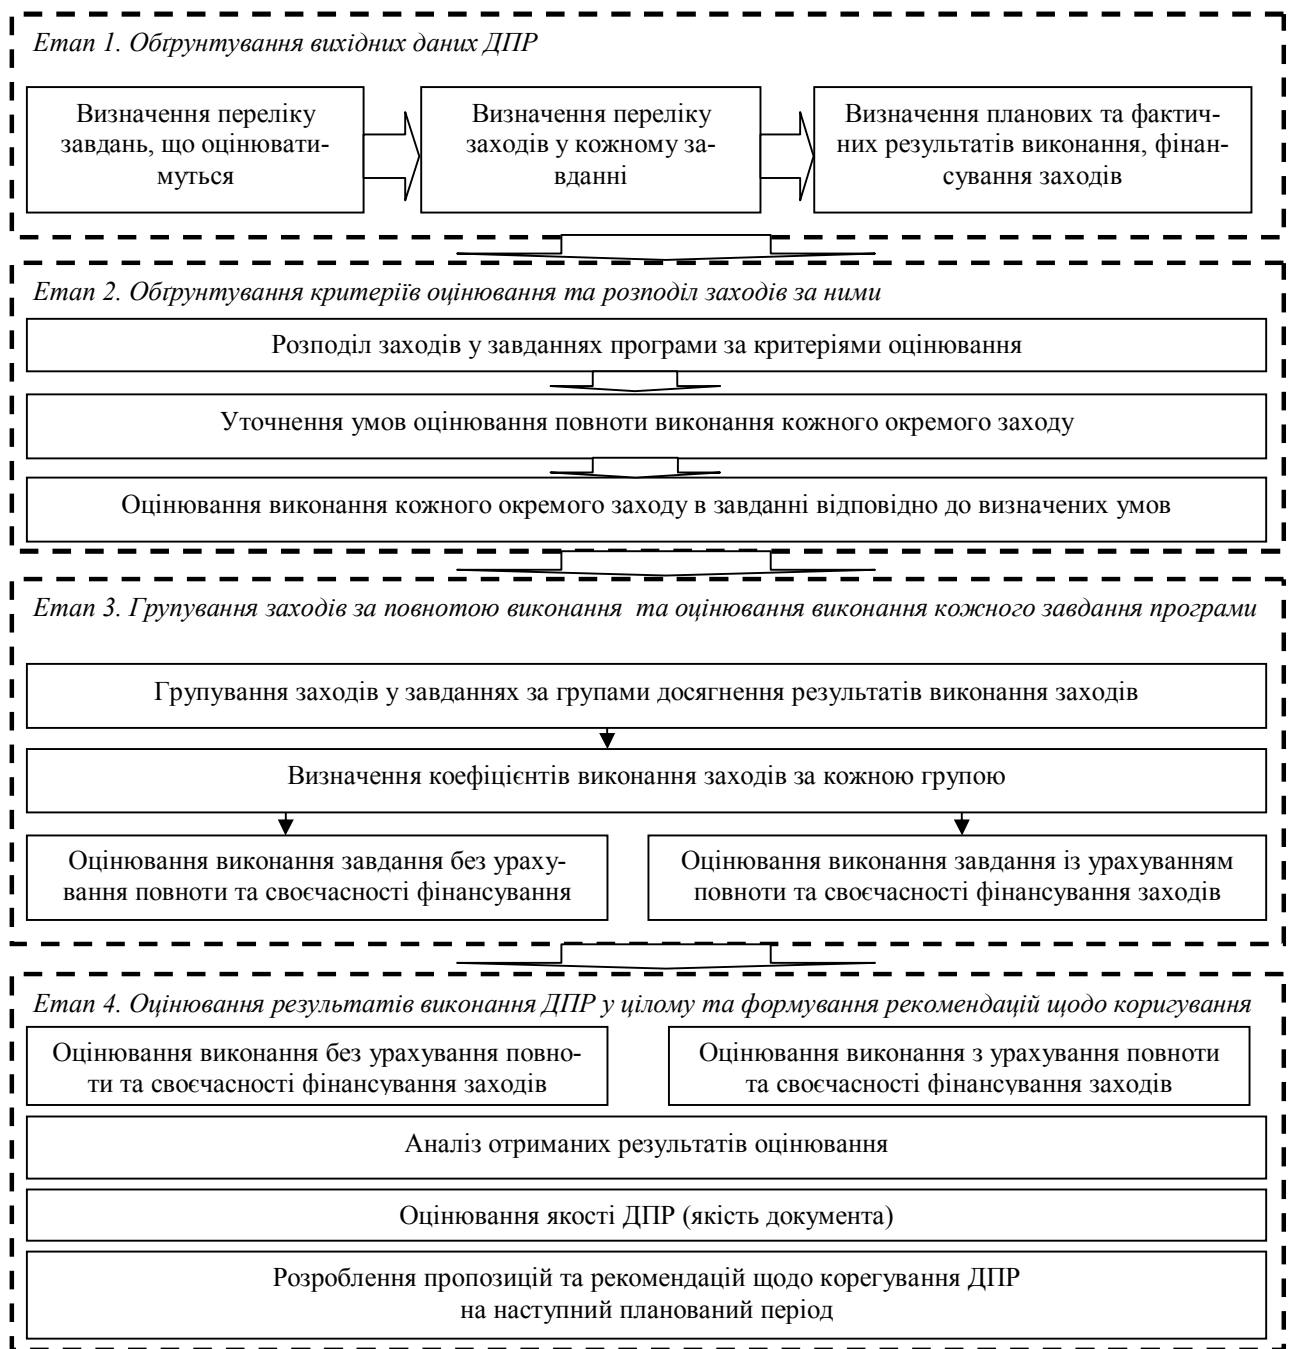 Етап 1. Обґрунтування вихідних даних ДПР
Визначення переліку
завдань, що оцінювати-
муться
Визначення переліку
заходів у кожному за-
вданні
Визначення планових та фактич-
них результатів виконання, фінан-
сування заходів
Етап 2. Обґрунтування критеріїв оцінювання та розподіл заходів за ними
Розподіл заходів у завданнях програми за критеріями оцінювання
Уточнення умов оцінювання повноти виконання кожного окремого заходу
Оцінювання виконання кожного окремого заходу в завданні відповідно до визначених умов
Етап 3. Групування заходів за повнотою виконання та оцінювання виконання кожного завдання програми
Групування заходів у завданнях за групами досягнення результатів виконання заходів
Визначення коефіцієнтів виконання заходів за кожною групою
Оцінювання виконання завдання без ураху-
вання повноти та своєчасності фінансування
Оцінювання виконання завдання із урахуванням
повноти та своєчасності фінансування заходів
Етап 4. Оцінювання результатів виконання ДПР у цілому та формування рекомендацій щодо коригування
Оцінювання виконання без урахування повно-
ти та своєчасності фінансування заходів
Оцінювання виконання з урахування повноти
та своєчасності фінансування заходів
Аналіз отриманих результатів оцінювання
Оцінювання якості ДПР (якість документа)
Розроблення пропозицій та рекомендацій щодо корегування ДПР
на наступний планований період